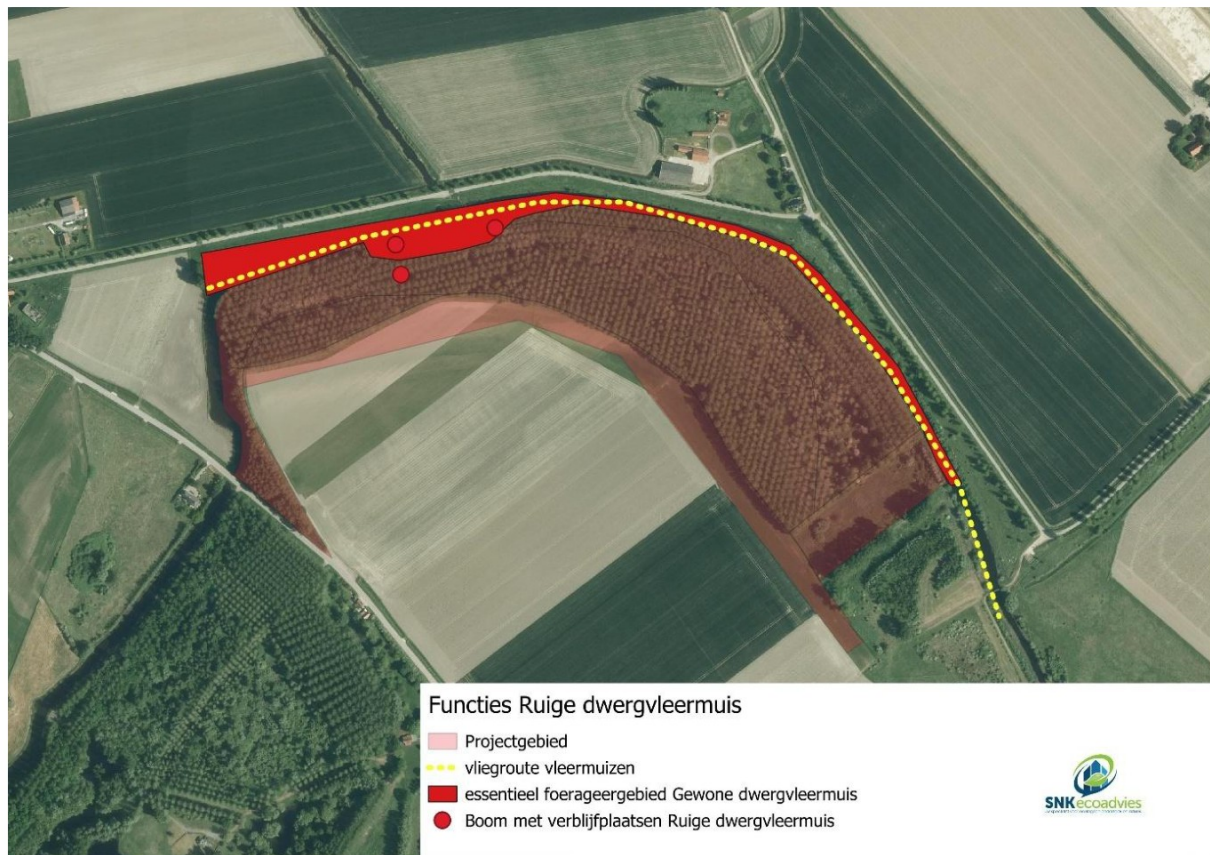 Functies Ruige dwergvleermuis
Projectgebied
vliegroute vleermuizen
essentieel foerageergebied Gewone dwergvleermuis
Boom met verblijfplaatsen Ruige dwergvleermuis
SNKecoadvies